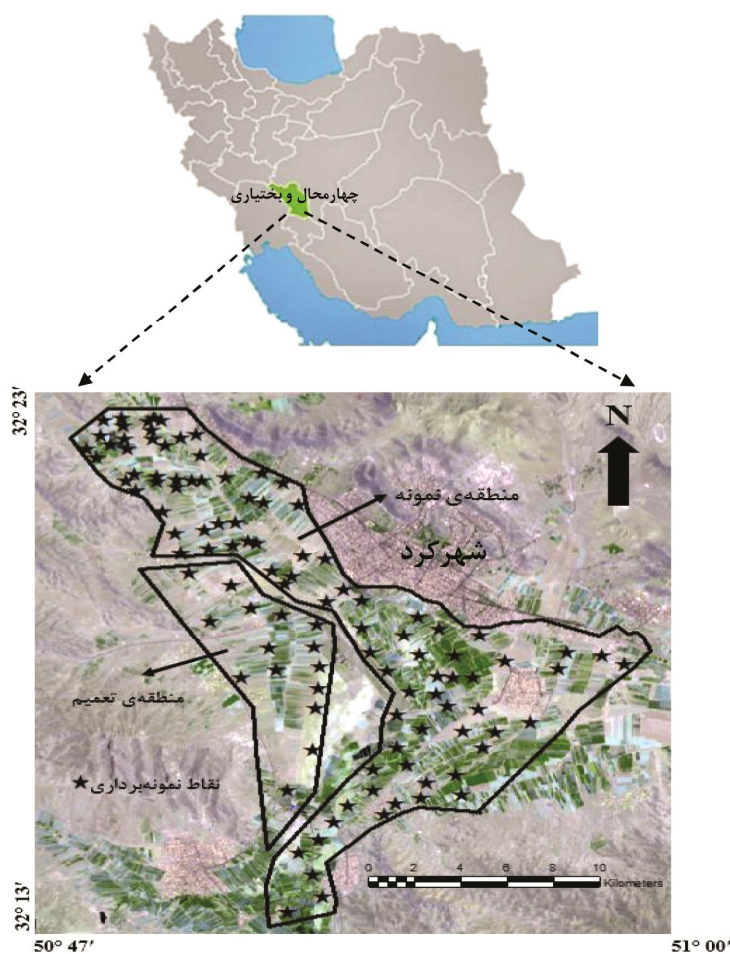 چهارمحال و بختیاری
32° 23′
N
منطقه‌ی نمونه
شهرکرد
منطقه‌ی تعمیم
نقاط نمونه‌برداری
0 2 4 6 8 10
Kilometers
32° 13′
50° 47′
51° 00′